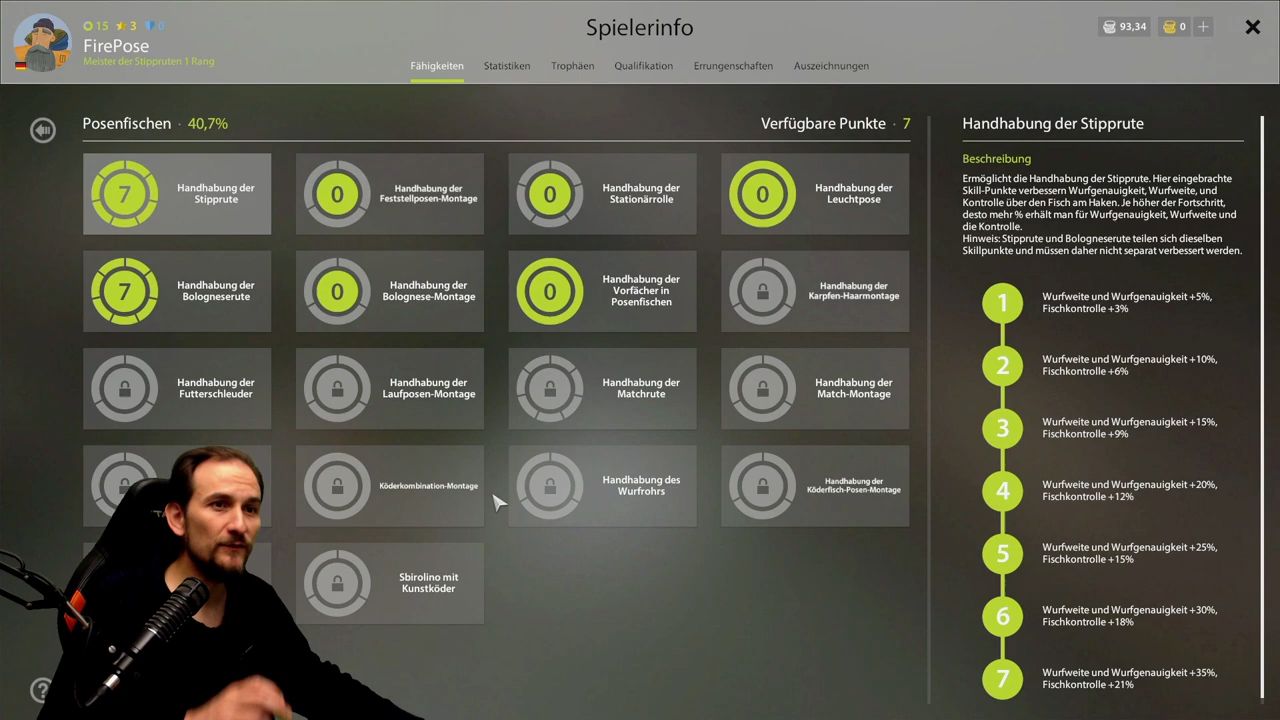 15 3 0
FirePose
Meister der Stippruten 1 Rang
Spielerinfo
93,34
0
Fähigkeiten
Statistiken
Trophäen
Qualifikation
Errungenschaften
Auszeichnungen
Posenfischen · 40,7%
Verfügbare Punkte · 7
7
Handhabung der
Stipprute
0
Handhabung der
Feststellposen-Montage
0
Handhabung der
Stationärrolle
0
Handhabung der
Leuchtpose
7
Handhabung der
Bologneserute
0
Handhabung der
Bolognese-Montage
0
Handhabung der
Vorfächer in
Posenfischen
Handhabung der
Karpfen-Haarmontage
Handhabung der
Futterschleuder
Handhabung der
Laufposen-Montage
Handhabung der
Matchrute
Handhabung der
Match-Montage
Köderkombination-Montage
Handhabung des
Wurfrohrs
Handhabung der
Köderfisch-Posen-Montage
Sbirolino mit
Kunstköder
Handhabung der Stipprute
Beschreibung
Ermöglicht die Handhabung der Stipprute. Hier eingebrachte
Skill-Punkte verbessern Wurfgenauigkeit, Wurfweite, und
Kontrolle über den Fisch am Haken. Je höher der Fortschritt,
desto mehr % erhält man für Wurfgenauigkeit, Wurfweite und
die Kontrolle.
Hinweis: Stipprute und Bologneserute teilen sich dieselben
Skillpunkte und müssen daher nicht separat verbessert werden.
1
Wurfweite und Wurfgenauigkeit +5%,
Fischkontrolle +3%
2
Wurfweite und Wurfgenauigkeit +10%,
Fischkontrolle +6%
3
Wurfweite und Wurfgenauigkeit +15%,
Fischkontrolle +9%
4
Wurfweite und Wurfgenauigkeit +20%,
Fischkontrolle +12%
5
Wurfweite und Wurfgenauigkeit +25%,
Fischkontrolle +15%
6
Wurfweite und Wurfgenauigkeit +30%,
Fischkontrolle +18%
7
Wurfweite und Wurfgenauigkeit +35%,
Fischkontrolle +21%
?